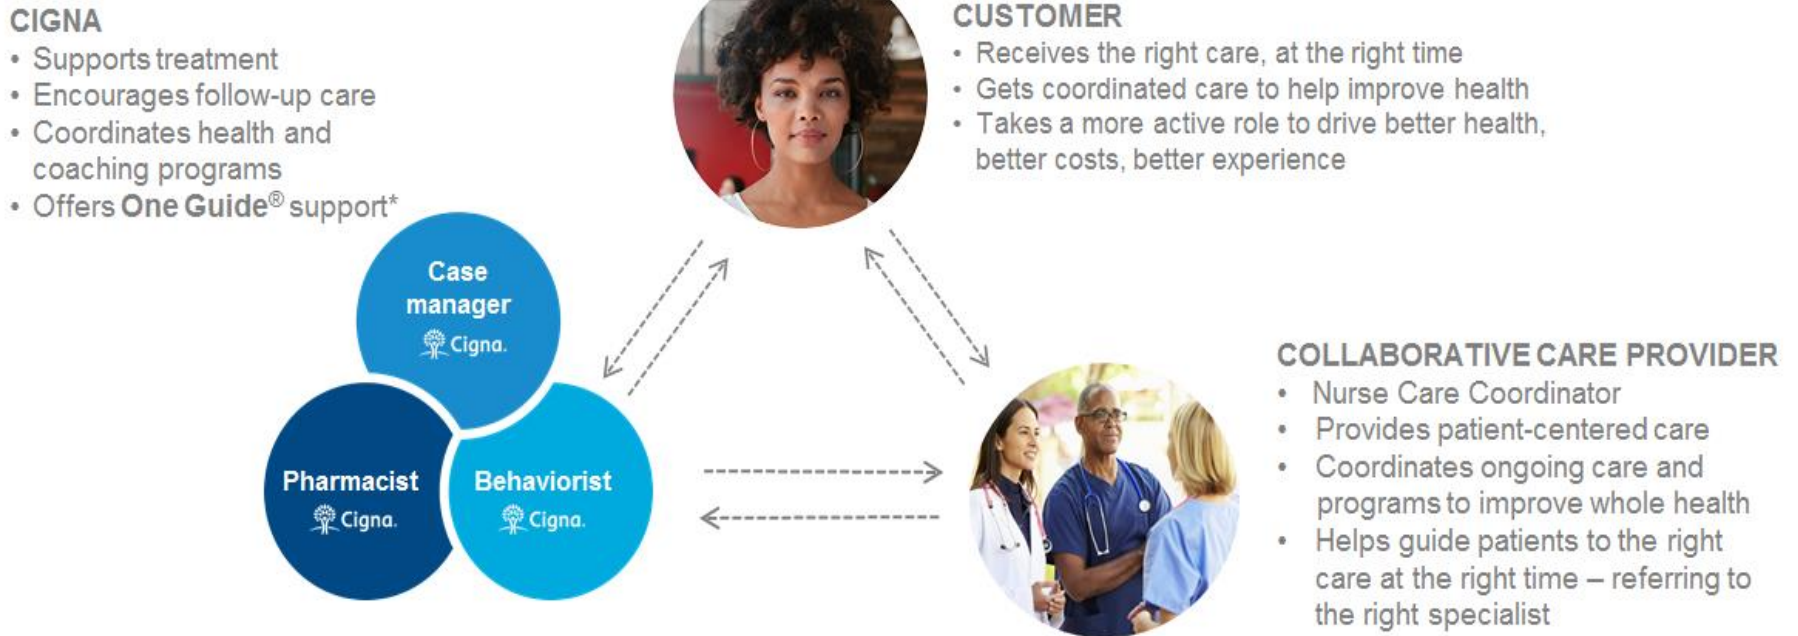 CIGNA
• Supports treatment
• Encourages follow-up care
• Coordinates health and
coaching programs
• Offers One Guide® support*
CUSTOMER
• Receives the right care, at the right time
• Gets coordinated care to help improve health
• Takes a more active role to drive better health,
better costs, better experience
Case
manager
Cigna.
Pharmacist
Cigna.
Behaviorist
Cigna.
COLLABORATIVE CARE PROVIDER
• Nurse Care Coordinator
• Provides patient-centered care
• Coordinates ongoing care and
programs to improve whole health
• Helps guide patients to the right
care at the right time – referring to
the right specialist